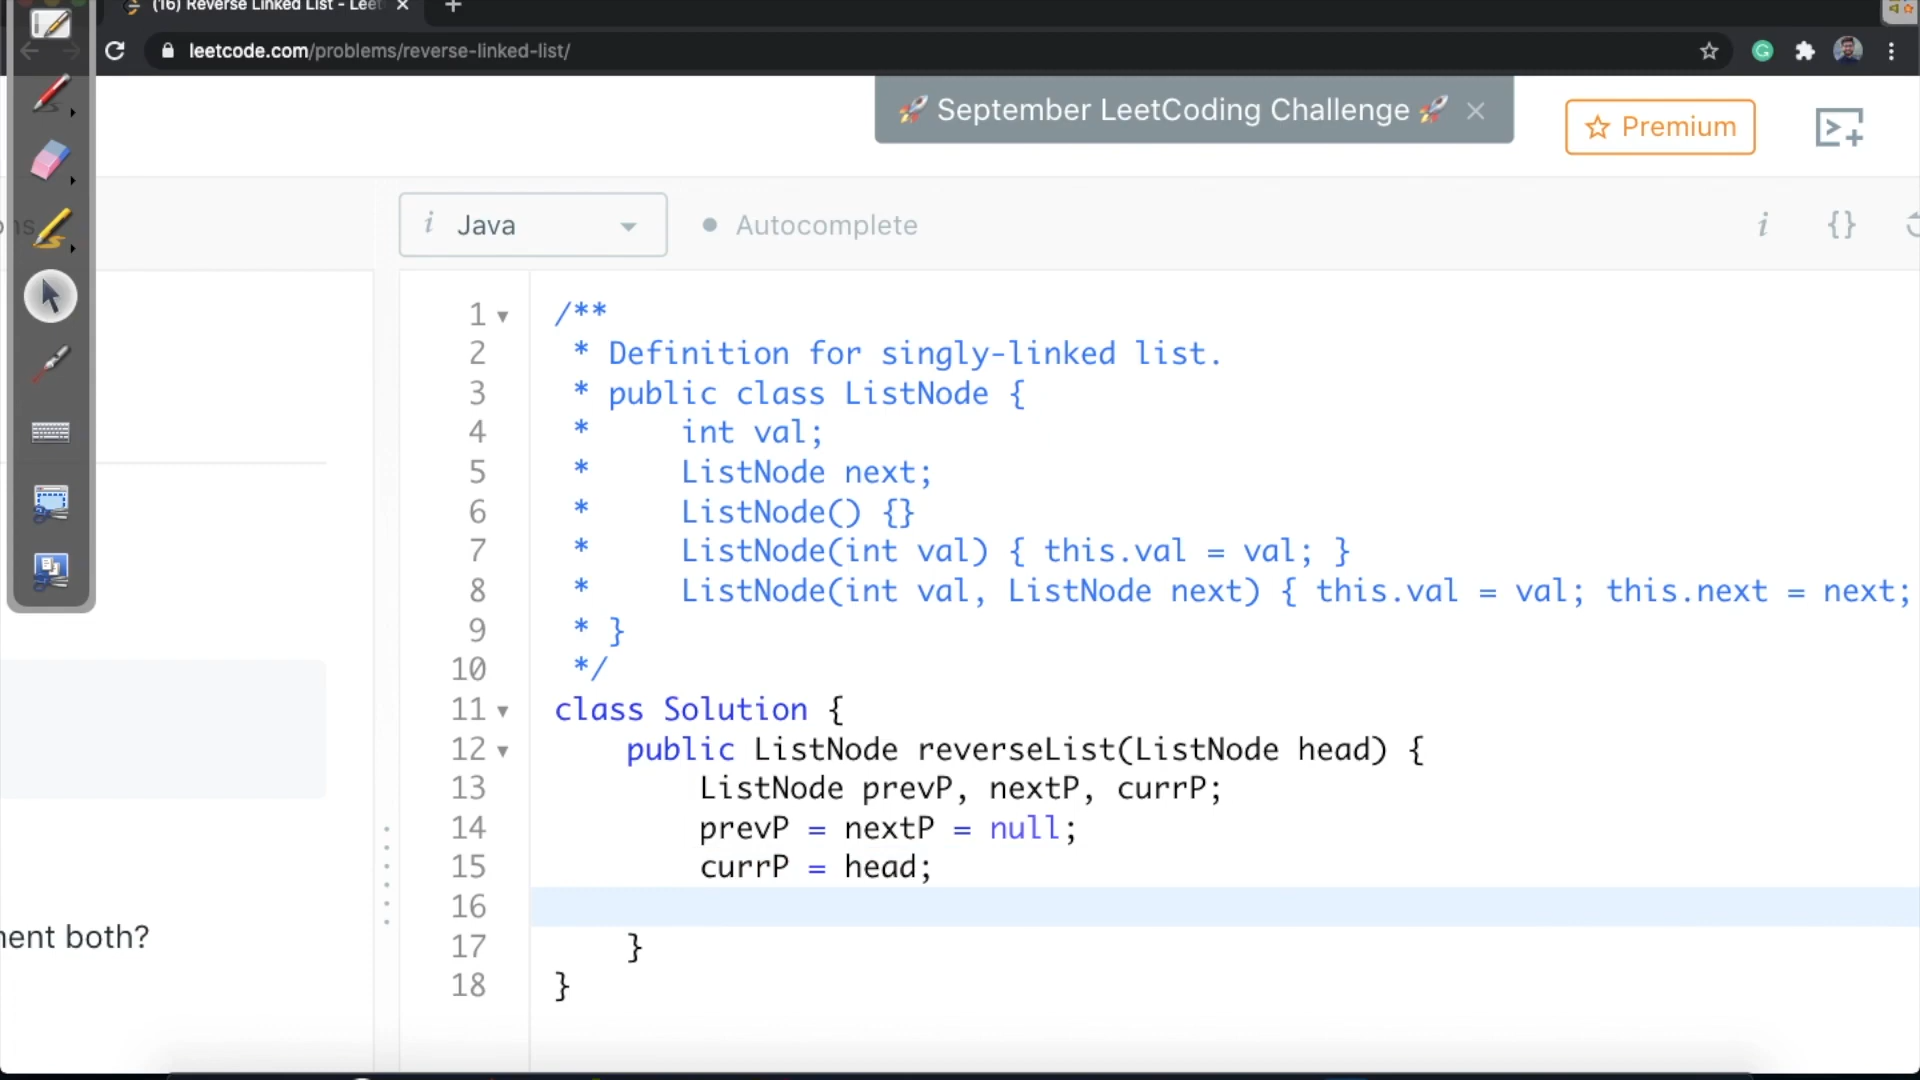 (16) Reverse Linked List - Leet
leetcode.com/problems/reverse-linked-list/
🚀 September LeetCoding Challenge 🚀 ×
Premium
i Java
Autocomplete
i {}
1 /**
2 * Definition for singly-linked list.
3 * public class ListNode {
4 *     int val;
5 *     ListNode next;
6 *     ListNode() {}
7 *     ListNode(int val) { this.val = val; }
8 *     ListNode(int val, ListNode next) { this.val = val; this.next = next;
9 * }
10 */
11 class Solution {
12     public ListNode reverseList(ListNode head) {
13         ListNode prevP, nextP, currP;
14         prevP = nextP = null;
15         currP = head;
16
17     }
18 }
ent both?